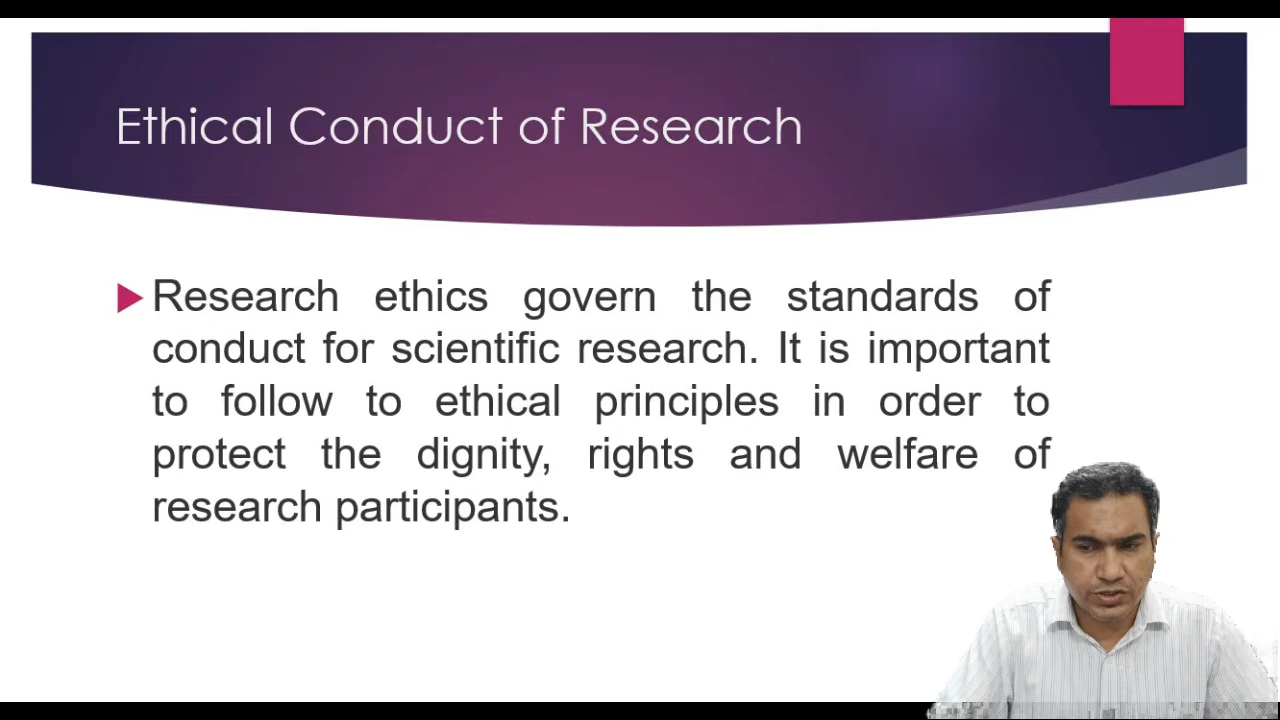 Ethical Conduct of Research
Research ethics govern the standards of
conduct for scientific research. It is important
to follow to ethical principles in order to
protect the dignity, rights and welfare of
research participants.